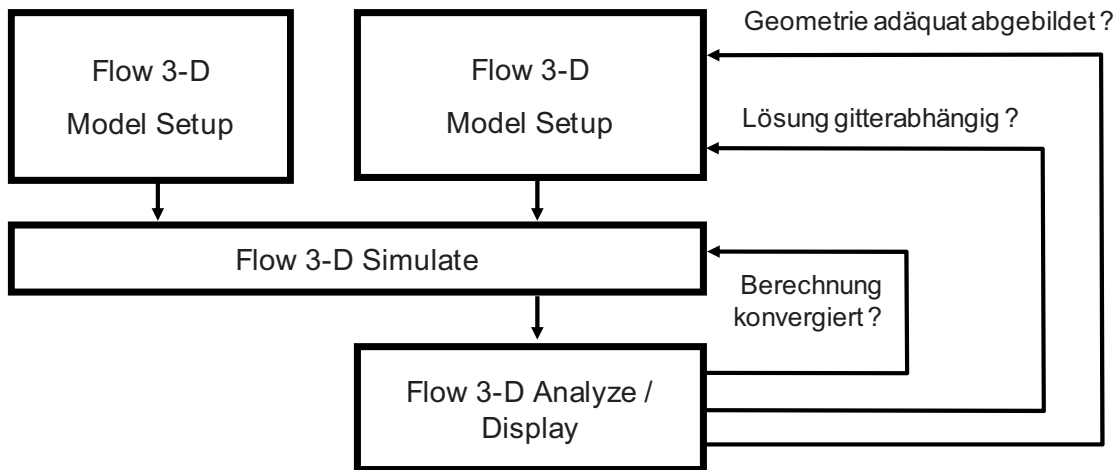 Geometrie adäquat abgebildet ?
Flow 3-D
Model Setup
Flow 3-D
Model Setup
Lösung gitterabhängig ?
Flow 3-D Simulate
Berechnung
konvergiert ?
Flow 3-D Analyze /
Display